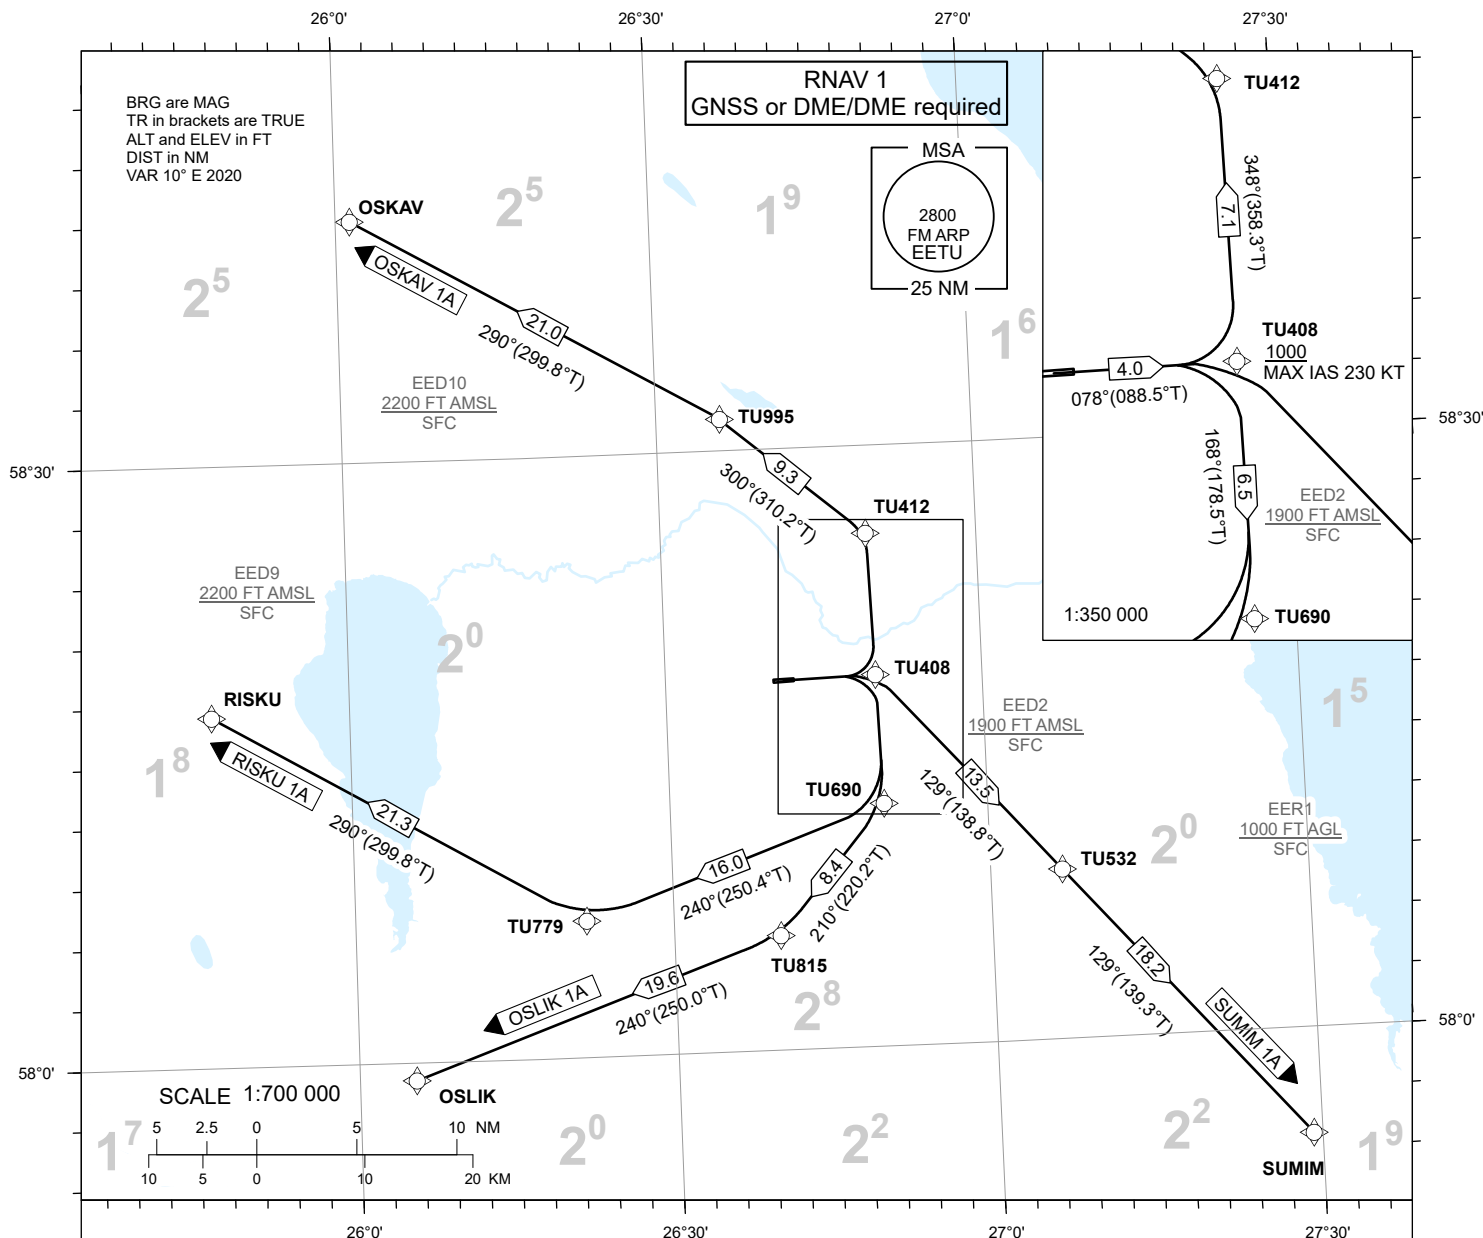 26°0'
26°30'
27°0'
27°30'
BRG are MAG
TR in brackets are TRUE
ALT and ELEV in FT
DIST in NM
VAR 10° E 2020
RNAV 1
GNSS or DME/DME required
MSA
2800
FM ARP
EETU
25 NM
TU412
348°(358.3°T)
7.1
TU408
1000
MAX IAS 230 KT
4.0
078°(088.5°T)
168°(178.5°T)
6.5
EED2
1900 FT AMSL
SFC
TU690
1:350 000
OSKAV
2⁵
1⁹
2⁵
OSKAV 1A
21.0
290°(299.8°T)
1⁶
EED10
2200 FT AMSL
SFC
TU995
58°30'
58°30'
9.3
300°(310.2°T)
TU412
EED9
2200 FT AMSL
SFC
2⁰
TU408
RISKU
EED2
1900 FT AMSL
SFC
1⁵
1⁸
RISKU 1A
21.3
290°(299.8°T)
TU690
13.5
129°(138.8°T)
EER1
1000 FT AGL
SFC
2⁰
TU532
16.0
240°(250.4°T)
8.4
210°(220.2°T)
TU779
TU815
18.2
129°(139.3°T)
19.6
240°(250.0°T)
OSLIK 1A
2⁸
SUMIM 1A
58°0'
58°0'
OSLIK
SCALE 1:700 000
5 2.5 0 5 10 NM
10 5 0 10 20 KM
1⁷
2⁰
2²
2²
1⁹
SUMIM
26°0'
26°30'
27°0'
27°30'